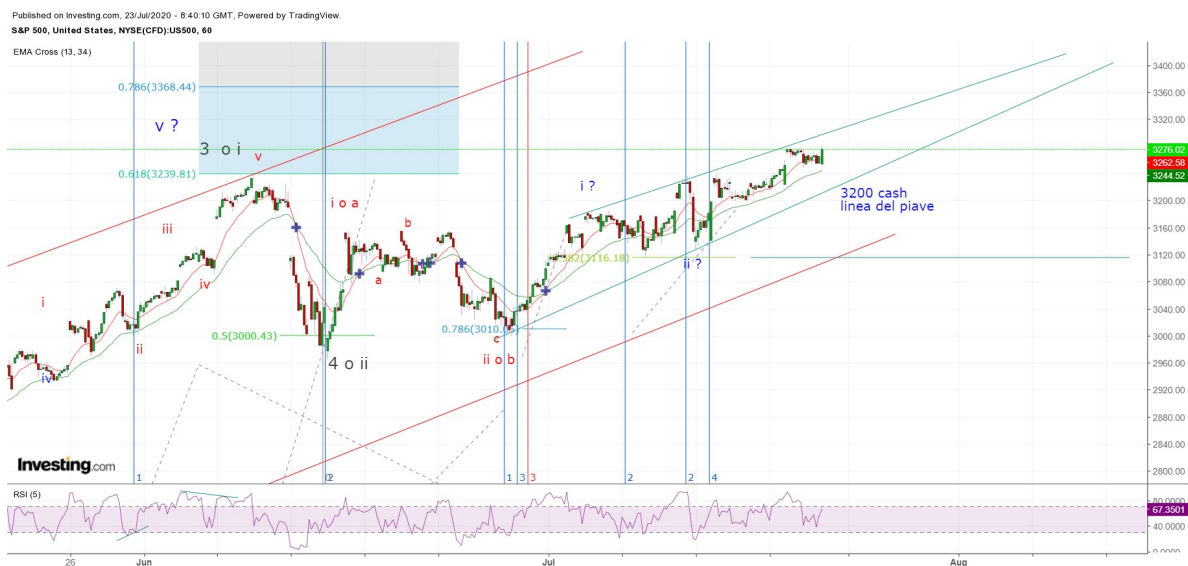 Published on Investing.com, 23/Jul/2020 - 8:40:10 GMT, Powered by TradingView.
S&P 500, United States, NYSE(CFD):US500, 60
EMA Cross (13, 34)
3400.00
0.786(3368.44)
3360.00
3320.00
v ?
3 o i
v
3276.02
3262.58
0.618(3239.81)
3244.52
i ?
3200 cash
linea del piave
3200.00
i o a
iii
b
3160.00
3120.00
(3116.18)
ii ?
iv
a
3080.00
i
3040.00
0.786(3010.
0.5(3000.43)
3000.00
ii
c
4 o ii
ii o b
2960.00
iv
2920.00
2880.00
2840.00
Investing.com
2800.00
1
2
1
3
3
2
2
4
RSI (5)
80.0000
67.3501
40.0000
0.0000
26
Jun
Jul
Aug